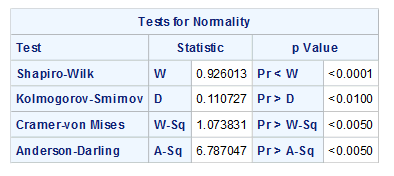 Tests for Normality
Test Statistic p Value
Shapiro-Wilk W 0.926013 Pr < W <0.0001
Kolmogorov-Smirnov D 0.110727 Pr > D <0.0100
Cramer-von Mises W-Sq 1.073831 Pr > W-Sq <0.0050
Anderson-Darling A-Sq 6.787047 Pr > A-Sq <0.0050